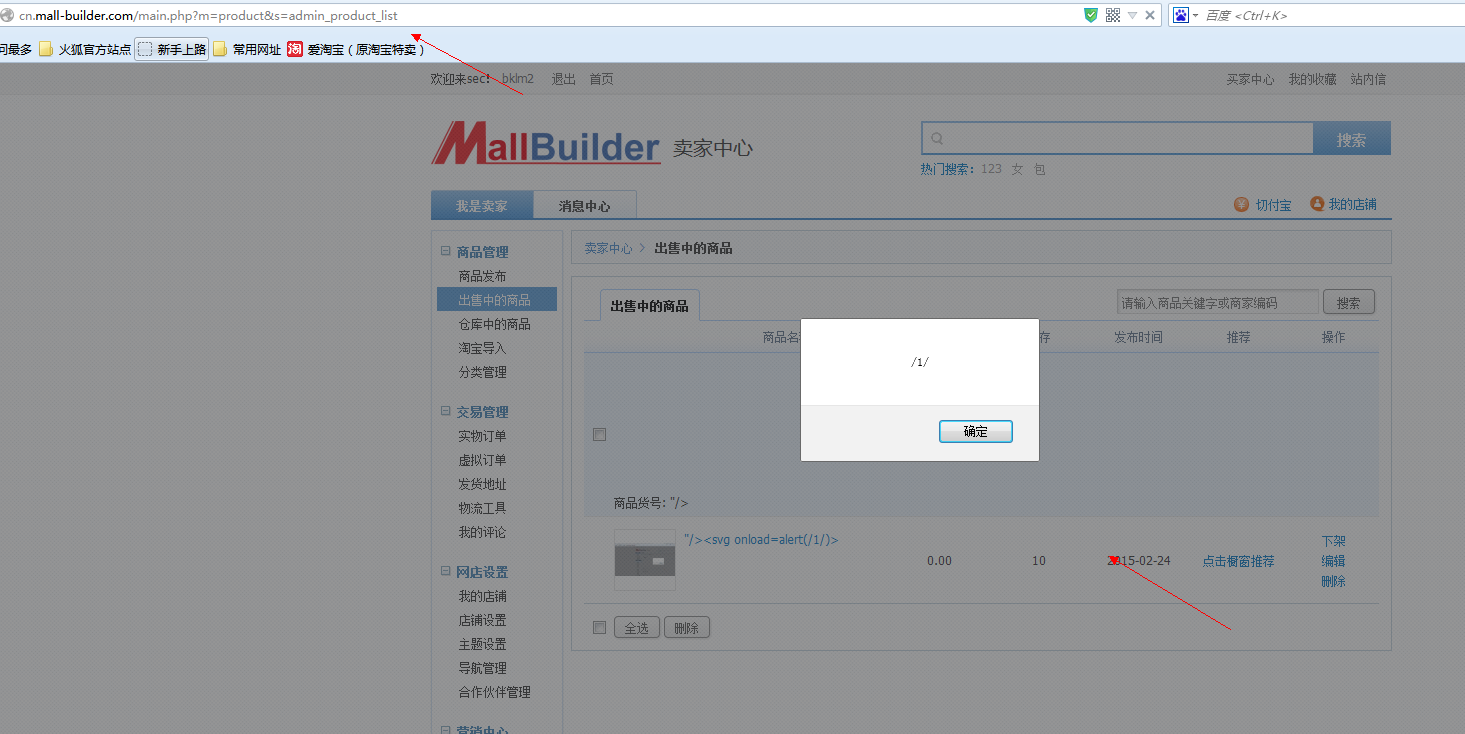 cn.mall-builder.com/main.php?m=product&s=admin_product_list
百度 <Ctrl+K>
问最多 火狐官方站点 新手上路 常用网址 淘 爱淘宝（原淘宝特卖）
欢迎来sec! bklm2 退出 首页 买家中心 我的收藏 站内信
MallBuilder 卖家中心
搜索
热门搜索： 123 女 包
我是卖家 消息中心 切付宝 我的店铺
商品管理
商品发布
出售中的商品
仓库中的商品
淘宝导入
分类管理
交易管理
实物订单
虚拟订单
发货地址
物流工具
我的评论
网店设置
我的店铺
店铺设置
主题设置
导航管理
合作伙伴管理
营销中心
卖家中心 > 出售中的商品
出售中的商品 请输入商品关键字或商家编码 搜索
商品名 存 发布时间 推荐 操作
/1/
确定
商品货号："/>
"/><svg onload=alert(/1/)>
0.00 10 2015-02-24 点击橱窗推荐
下架
编辑
删除
全选 删除